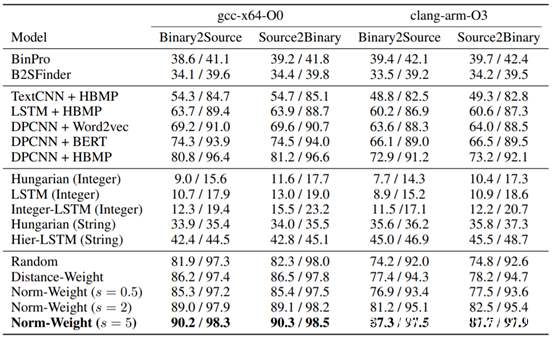 gcc-x64-O0 clang-arm-O3
Model Binary2Source Source2Binary Binary2Source Source2Binary
BinPro 38.6 / 41.1 39.2 / 41.8 39.4 / 42.1 39.7 / 42.4
B2SFinder 34.1 / 39.6 34.4 / 39.8 33.5 / 39.2 34.2 / 39.5
TextCNN + HBMP 54.3 / 84.7 54.7 / 85.1 48.8 / 82.5 49.3 / 82.8
LSTM + HBMP 63.7 / 89.4 63.9 / 88.7 60.2 / 86.9 60.6 / 87.3
DPCNN + Word2vec 69.2 / 91.0 69.6 / 90.7 63.6 / 88.3 64.0 / 88.5
DPCNN + BERT 74.3 / 93.9 74.5 / 94.0 66.1 / 89.0 66.5 / 89.5
DPCNN + HBMP 80.8 / 96.4 81.2 / 96.6 72.9 / 91.2 73.2 / 92.1
Hungarian (Integer) 9.0 / 15.6 11.6 / 17.7 7.7 / 14.3 10.4 / 17.3
LSTM (Integer) 10.7 / 17.9 13.0 / 19.0 8.9 / 15.2 10.9 / 18.6
Integer-LSTM (Integer) 12.3 / 19.4 15.5 / 23.2 11.5 / 17.1 12.2 / 20.7
Hungarian (String) 33.9 / 35.4 34.0 / 35.5 35.6 / 36.2 35.8 / 37.3
Hier-LSTM (String) 42.4 / 44.5 42.8 / 45.1 45.0 / 46.9 45.5 / 48.7
Random 81.9 / 97.3 82.3 / 98.0 74.2 / 92.0 74.8 / 92.6
Distance-Weight 86.2 / 97.4 86.5 / 97.8 77.4 / 94.3 78.2 / 94.7
Norm-Weight (s = 0.5) 85.3 / 97.2 85.4 / 97.5 76.9 / 93.4 77.5 / 93.6
Norm-Weight (s = 2) 89.0 / 97.9 89.1 / 98.2 81.2 / 95.1 82.5 / 95.4
Norm-Weight (s = 5) 90.2 / 98.3 90.3 / 98.5 87.3 / 97.5 87.7 / 97.9